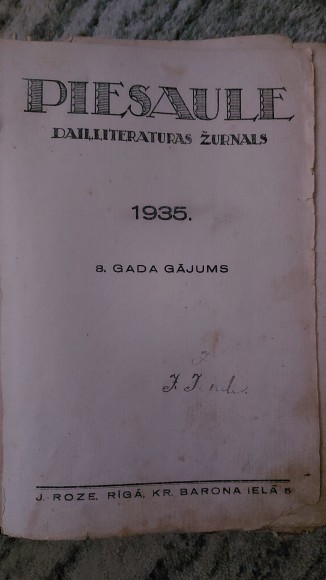 PIESAULE
DAIĻLITERATURAS ŽURNALS
1935.
8. GADA GĀJUMS
J. ROZE, RĪGĀ, KR. BARONA IELĀ 5